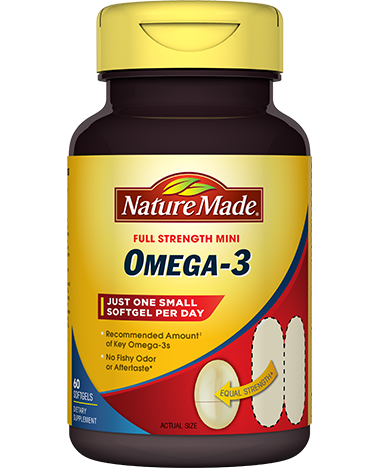 Nature Made®
FULL STRENGTH MINI
OMEGA-3
JUST ONE SMALL
SOFTGEL PER DAY
• Recommended Amount‡
of Key Omega-3s
• No Fishy Odor
or Aftertaste*
60
SOFTGELS
DIETARY
SUPPLEMENT
EQUAL STRENGTH^
ACTUAL SIZE